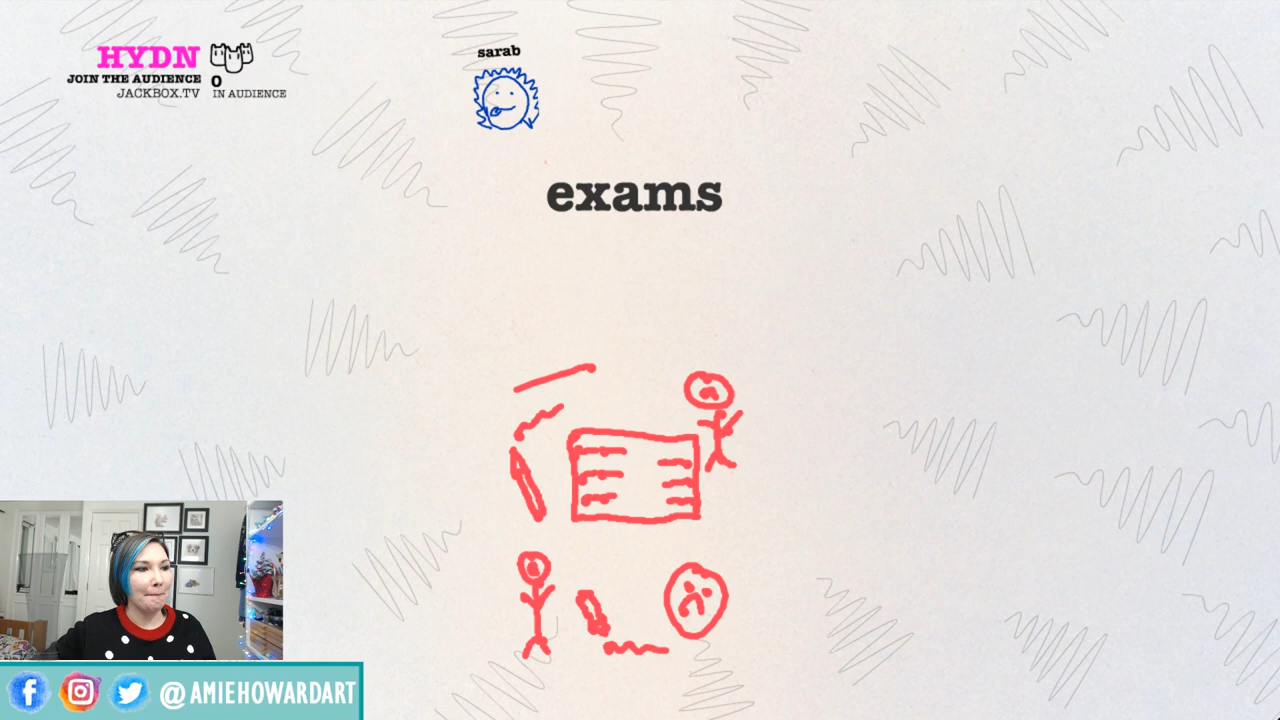 HYDN
JOIN THE AUDIENCE
JACKBOX.TV
0
IN AUDIENCE
sarab
exams
@AMIEHOWARDART